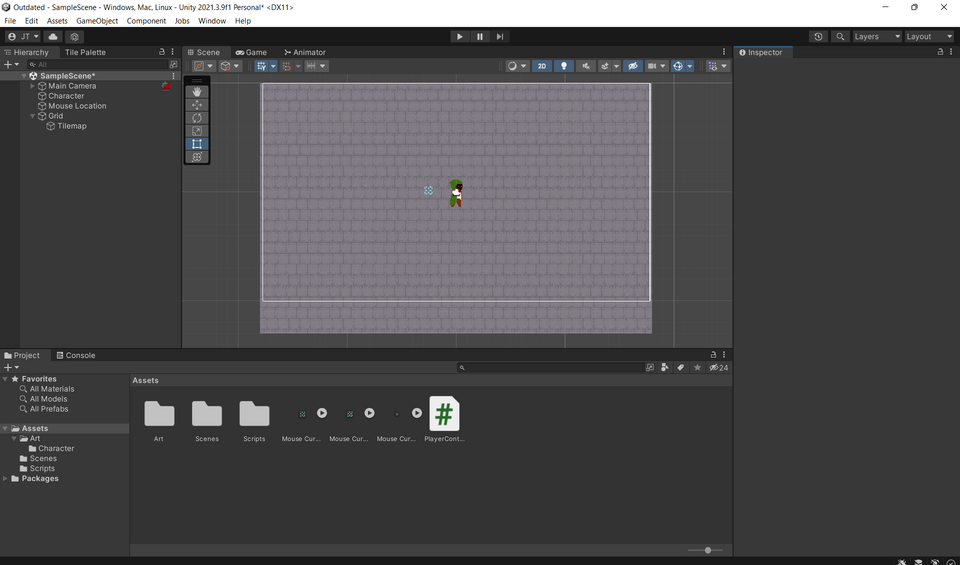 Outdated - SampleScene - Windows, Mac, Linux - Unity 2021.3.9f1 Personal* <DX11>
File Edit Assets GameObject Component Jobs Window Help
JT Layers Layout
Hierarchy Tile Palette
All
SampleScene*
Main Camera
Character
Mouse Location
Grid
Tilemap
Scene Game Animator
2D
Inspector
Project Console
24
Favorites
All Materials
All Models
All Prefabs
Assets
Art
Character
Scenes
Scripts
Packages
Assets
Art Scenes Scripts Mouse Cur... Mouse Cur... Mouse Cur... PlayerCont...